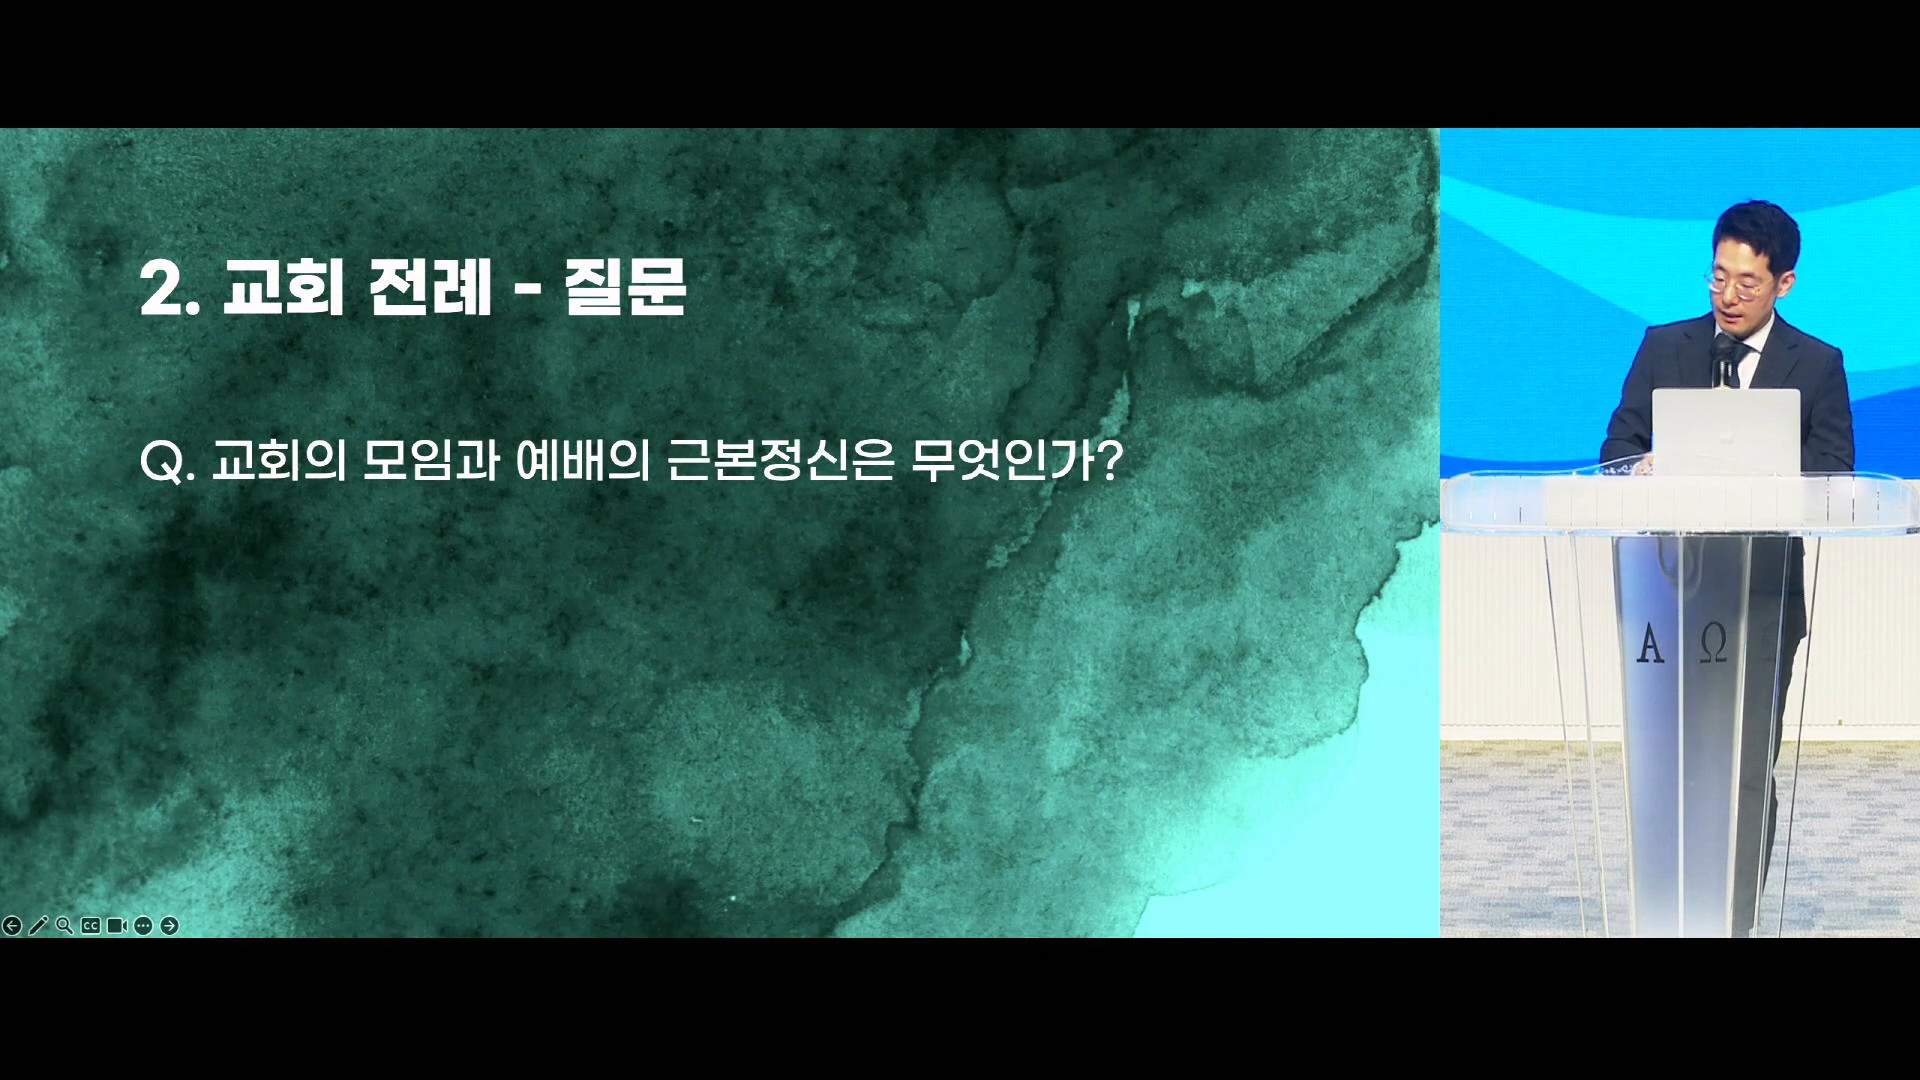 2. 교회 전례 - 질문
Q. 교회의 모임과 예배의 근본정신은 무엇인가?
CC
Α Ω